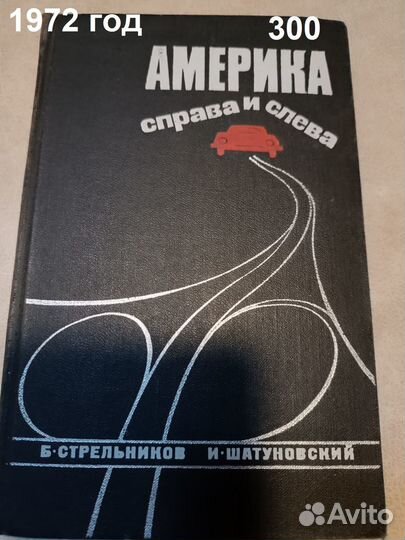 1972 год
300
АМЕРИКА
справа и слева
Б·СТРЕЛЬНИКОВ И·ШАТУНОВСКИЙ
Avito